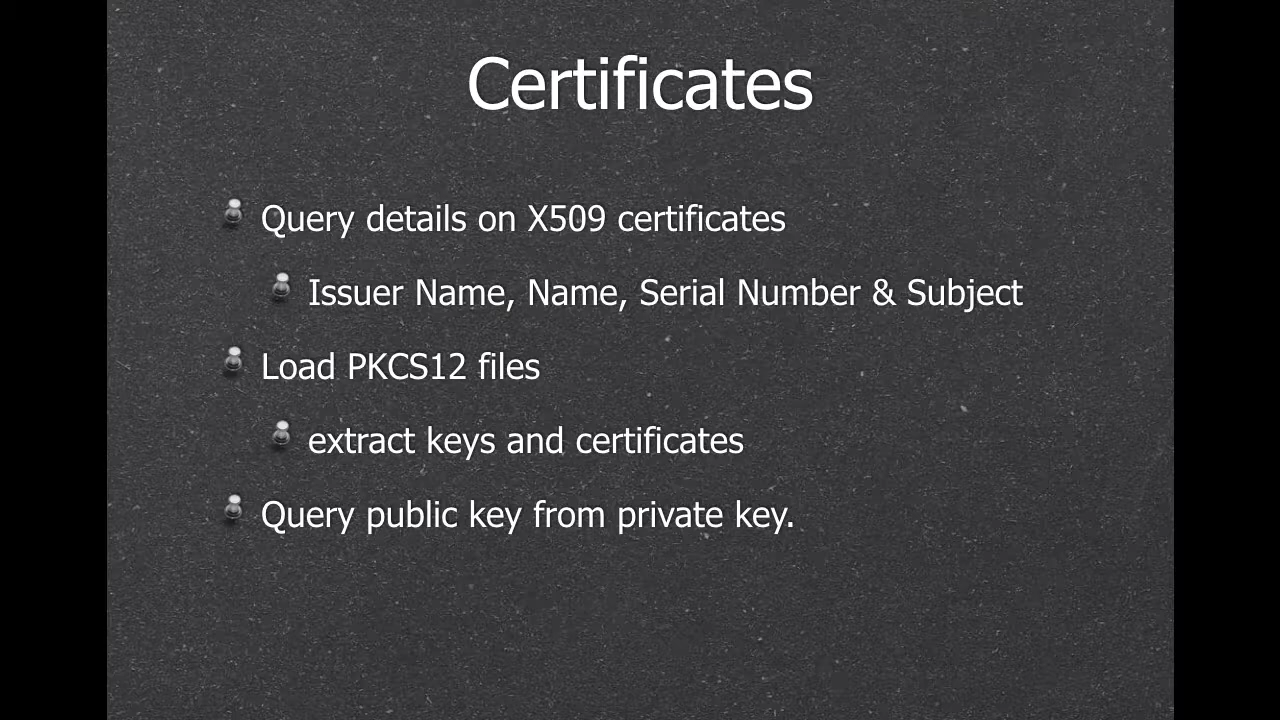 Certificates
Query details on X509 certificates
Issuer Name, Name, Serial Number & Subject
Load PKCS12 files
extract keys and certificates
Query public key from private key.